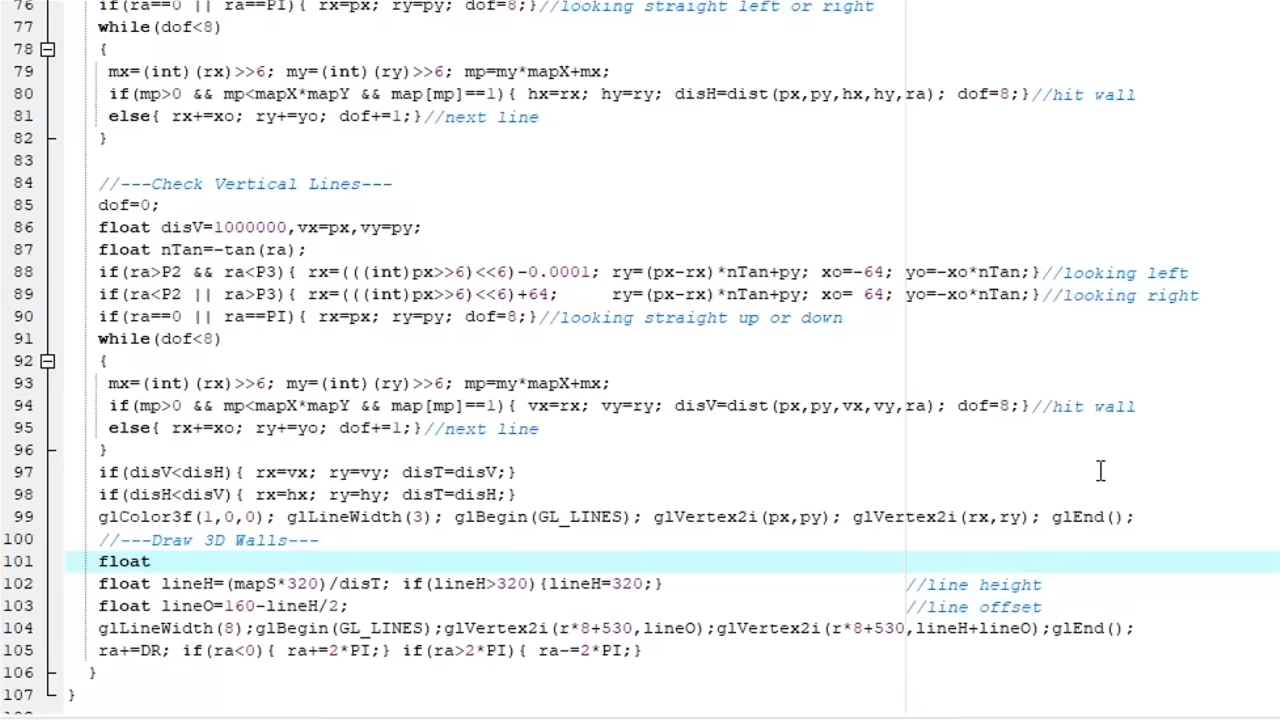 76 if(ra==0 || ra==PI){ rx=px; ry=py; dof=8;}//looking straight left or right
77 while(dof<8)
78 {
79 mx=(int)(rx)>>6; my=(int)(ry)>>6; mp=my*mapX+mx;
80 if(mp>0 && mp<mapX*mapY && map[mp]==1){ hx=rx; hy=ry; disH=dist(px,py,hx,hy,ra); dof=8;}//hit wall
81 else{ rx+=xo; ry+=yo; dof+=1;}//next line
82 }
83
84 //---Check Vertical Lines---
85 dof=0;
86 float disV=1000000,vx=px,vy=py;
87 float nTan=-tan(ra);
88 if(ra>P2 && ra<P3){ rx=(((int)px>>6)<<6)-0.0001; ry=(px-rx)*nTan+py; xo=-64; yo=-xo*nTan;}//looking left
89 if(ra<P2 || ra>P3){ rx=(((int)px>>6)<<6)+64; ry=(px-rx)*nTan+py; xo= 64; yo=-xo*nTan;}//looking right
90 if(ra==0 || ra==PI){ rx=px; ry=py; dof=8;}//looking straight up or down
91 while(dof<8)
92 {
93 mx=(int)(rx)>>6; my=(int)(ry)>>6; mp=my*mapX+mx;
94 if(mp>0 && mp<mapX*mapY && map[mp]==1){ vx=rx; vy=ry; disV=dist(px,py,vx,vy,ra); dof=8;}//hit wall
95 else{ rx+=xo; ry+=yo; dof+=1;}//next line
96 }
97 if(disV<disH){ rx=vx; ry=vy; disT=disV;}
98 if(disH<disV){ rx=hx; ry=hy; disT=disH;}
99 glColor3f(1,0,0); glLineWidth(3); glBegin(GL_LINES); glVertex2i(px,py); glVertex2i(rx,ry); glEnd();
100 //---Draw 3D Walls---
101 float
102 float lineH=(mapS*320)/disT; if(lineH>320){lineH=320;} //line height
103 float lineO=160-lineH/2; //line offset
104 glLineWidth(8);glBegin(GL_LINES);glVertex2i(r*8+530,lineO);glVertex2i(r*8+530,lineH+lineO);glEnd();
105 ra+=DR; if(ra<0){ ra+=2*PI;} if(ra>2*PI){ ra-=2*PI;}
106 }
107 }